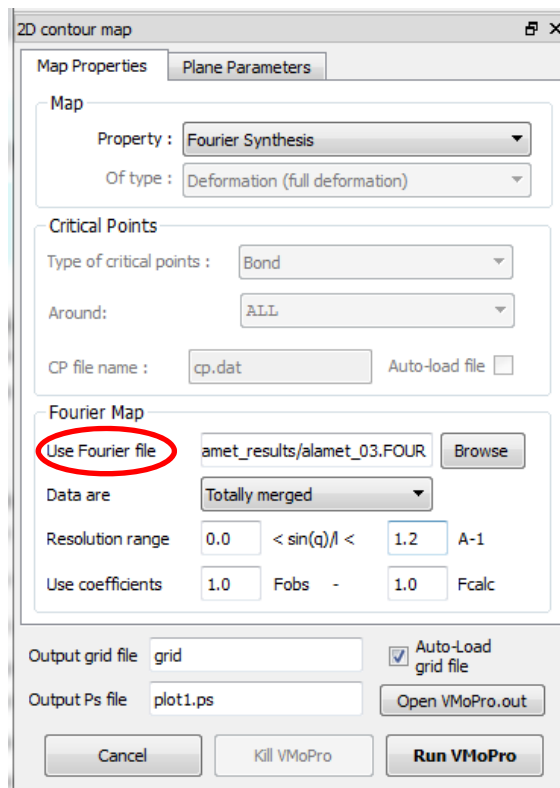 2D contour map
Map Properties Plane Parameters
Map
Property : Fourier Synthesis
Of type : Deformation (full deformation)
Critical Points
Type of critical points : Bond
Around: ALL
CP file name : cp.dat Auto-load file
Fourier Map
Use Fourier file amet_results/alamet_03.FOUR Browse
Data are Totally merged
Resolution range 0.0 < sin(q)/l < 1.2 A-1
Use coefficients 1.0 Fobs - 1.0 Fcalc
Output grid file grid Auto-Load grid file
Output Ps file plot1.ps Open VMoPro.out
Cancel Kill VMoPro Run VMoPro